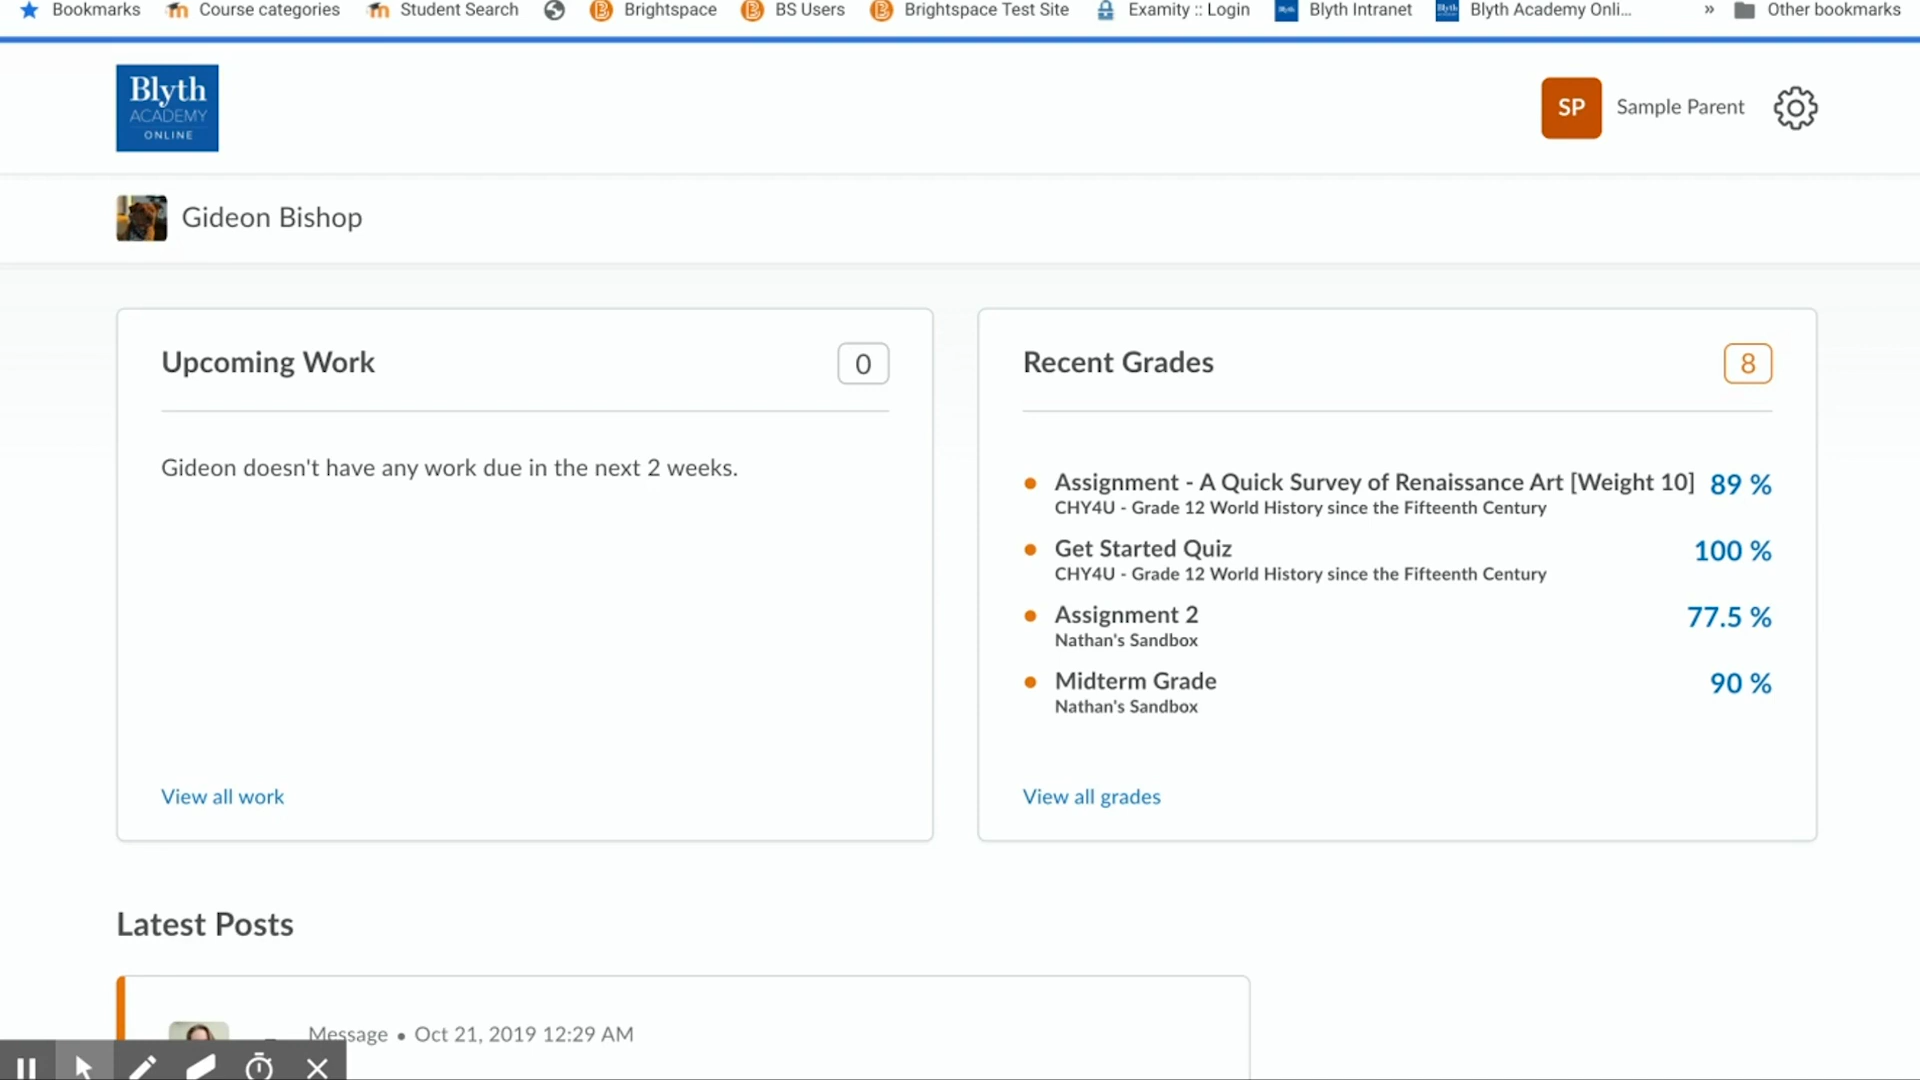 Bookmarks Course categories Student Search Brightspace BS Users Brightspace Test Site Examity :: Login Blyth Intranet Blyth Academy Onli... » Other bookmarks
Blyth
ACADEMY
ONLINE
SP Sample Parent
Gideon Bishop
Upcoming Work 0
Gideon doesn't have any work due in the next 2 weeks.
View all work
Recent Grades 8
Assignment - A Quick Survey of Renaissance Art [Weight 10] 89 %
CHY4U - Grade 12 World History since the Fifteenth Century
Get Started Quiz 100 %
CHY4U - Grade 12 World History since the Fifteenth Century
Assignment 2 77.5 %
Nathan's Sandbox
Midterm Grade 90 %
Nathan's Sandbox
View all grades
Latest Posts
Message • Oct 21, 2019 12:29 AM